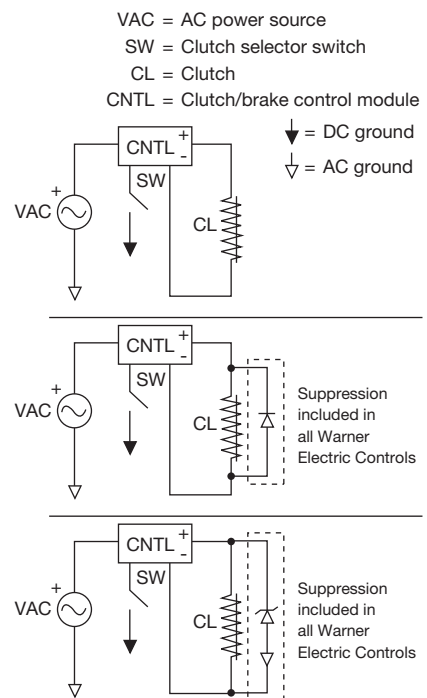 VAC = AC power source
SW = Clutch selector switch
CL = Clutch
CNTL = Clutch/brake control module
= DC ground
= AC ground
CNTL + -
SW
+
VAC
CL
CNTL + -
SW
+
VAC
CL
Suppression
included in
all Warner
Electric Controls
CNTL + -
SW
+
VAC
CL
Suppression
included in
all Warner
Electric Controls